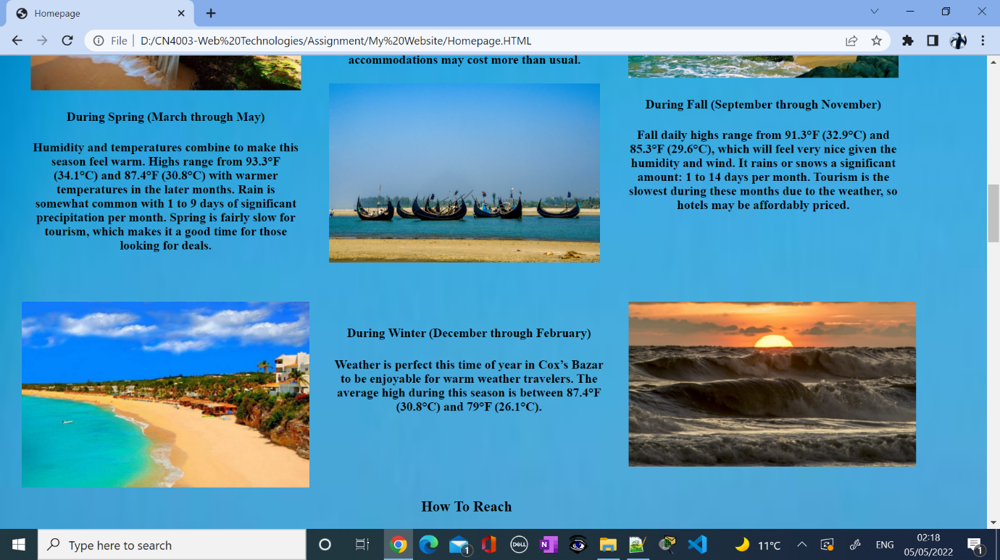 Homepage
File
D:/CN4003-Web%20Technologies/Assignment/My%20Website/Homepage.HTML
accommodations may cost more than usual.
During Spring (March through May)
Humidity and temperatures combine to make this
season feel warm. Highs range from 93.3°F
(34.1°C) and 87.4°F (30.8°C) with warmer
temperatures in the later months. Rain is
somewhat common with 1 to 9 days of significant
precipitation per month. Spring is fairly slow for
tourism, which makes it a good time for those
looking for deals.
During Fall (September through November)
Fall daily highs range from 91.3°F (32.9°C) and
85.3°F (29.6°C), which will feel very nice given the
humidity and wind. It rains or snows a significant
amount: 1 to 14 days per month. Tourism is the
slowest during these months due to the weather, so
hotels may be affordably priced.
During Winter (December through February)
Weather is perfect this time of year in Cox’s Bazar
to be enjoyable for warm weather travelers. The
average high during this season is between 87.4°F
(30.8°C) and 79°F (26.1°C).
How To Reach
Type here to search
1
DELL
N
11°C
ENG
02:18
05/05/2022
1